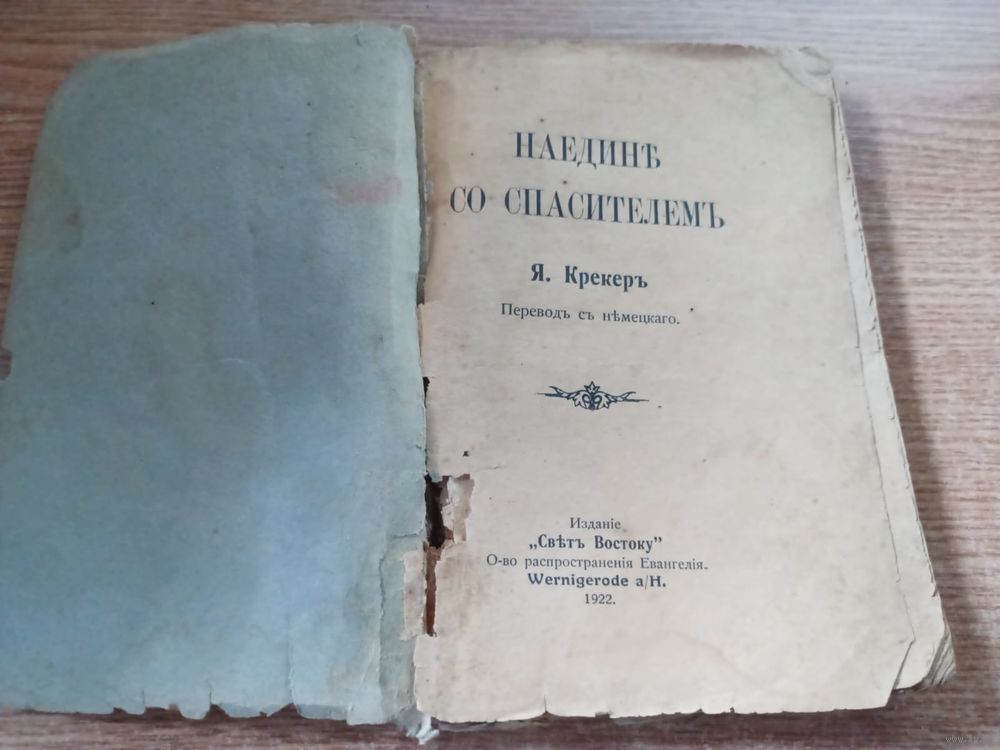 НАЕДИНѢ
СО СПАСИТЕЛЕМЪ
Я. Крекеръ
Переводъ съ нѣмецкаго.
Изданіе
„Свѣтъ Востоку"
О-во распространенія Евангелія.
Wernigerode a/H.
1922.